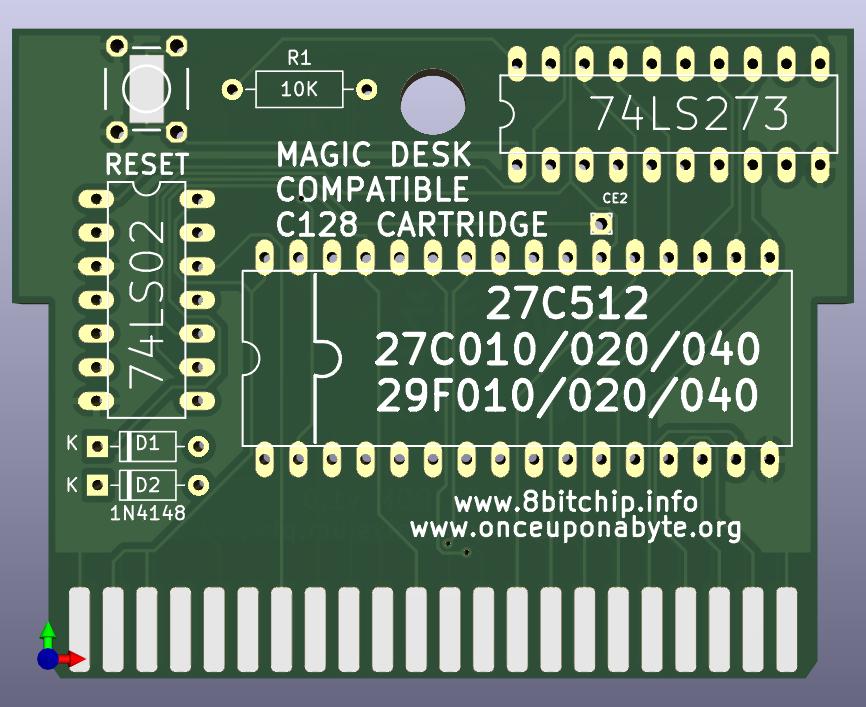 R1
10K
74LS273
RESET
MAGIC DESK
COMPATIBLE
C128 CARTRIDGE
CE2
74LS02
27C512
27C010/020/040
29F010/020/040
K D1
K D2
1N4148
www.8bitchip.info
www.onceuponabyte.org